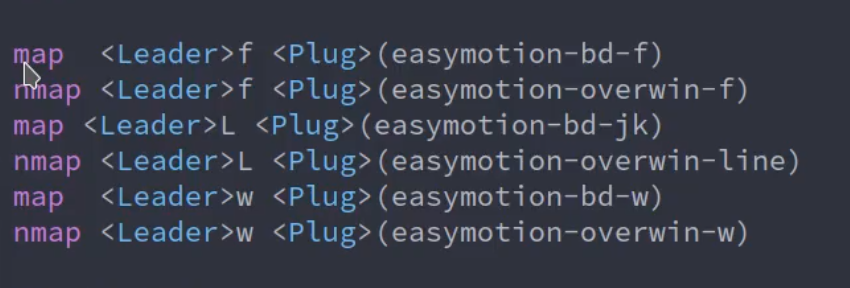 map  <Leader>f <Plug>(easymotion-bd-f)
nmap <Leader>f <Plug>(easymotion-overwin-f)
map <Leader>L <Plug>(easymotion-bd-jk)
nmap <Leader>L <Plug>(easymotion-overwin-line)
map  <Leader>w <Plug>(easymotion-bd-w)
nmap <Leader>w <Plug>(easymotion-overwin-w)